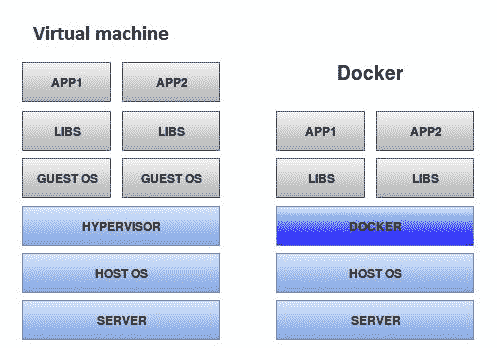 Virtual machine
APP1 APP2
LIBS LIBS
GUEST OS GUEST OS
HYPERVISOR
HOST OS
SERVER
Docker
APP1 APP2
LIBS LIBS
DOCKER
HOST OS
SERVER